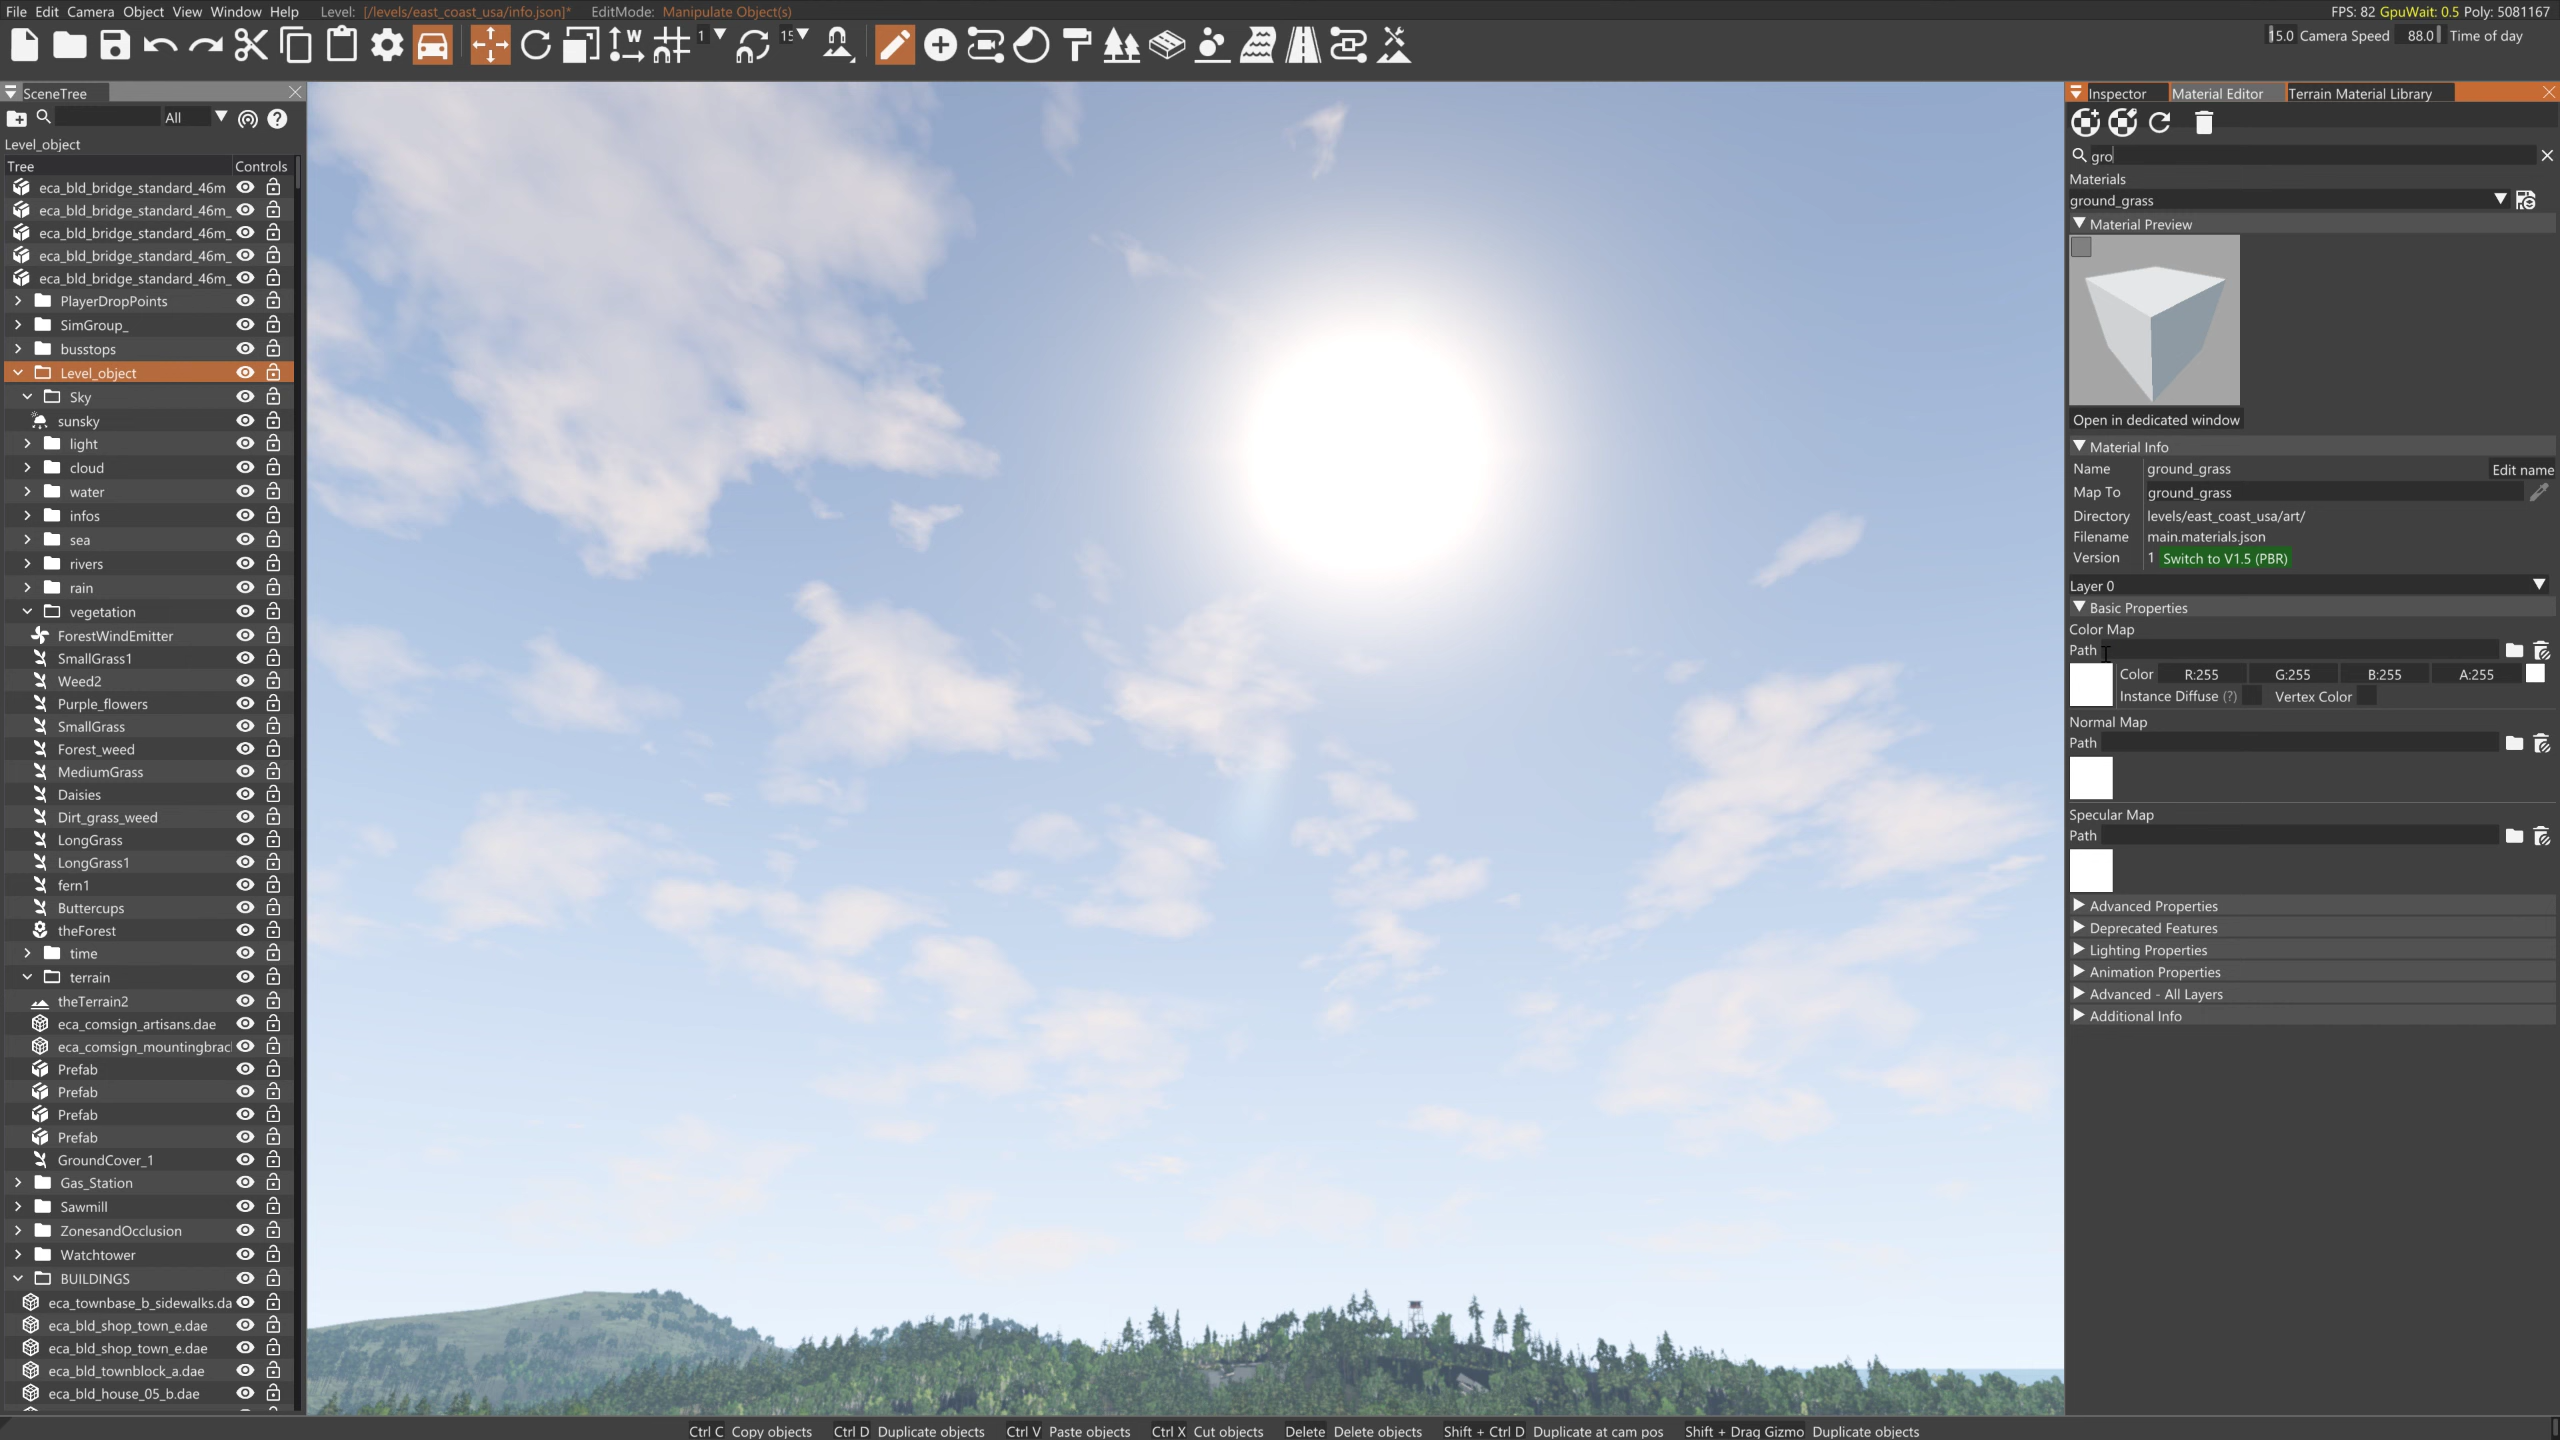 File Edit Camera Object View Window Help Level: [/levels/east_coast_usa/info.json]* EditMode: Manipulate Object(s) FPS: 82 GpuWait: 0.5 Poly: 5081167
W 1 15 15.0 Camera Speed 88.0 Time of day
SceneTree
All
Level_object
Tree Controls
eca_bld_bridge_standard_46m
eca_bld_bridge_standard_46m_
eca_bld_bridge_standard_46m_
eca_bld_bridge_standard_46m_
eca_bld_bridge_standard_46m_
PlayerDropPoints
SimGroup_
busstops
Level_object
Sky
sunsky
light
cloud
water
infos
sea
rivers
rain
vegetation
ForestWindEmitter
SmallGrass1
Weed2
Purple_flowers
SmallGrass
Forest_weed
MediumGrass
Daisies
Dirt_grass_weed
LongGrass
LongGrass1
fern1
Buttercups
theForest
time
terrain
theTerrain2
eca_comsign_artisans.dae
eca_comsign_mountingbrac
Prefab
Prefab
Prefab
Prefab
GroundCover_1
Gas_Station
Sawmill
ZonesandOcclusion
Watchtower
BUILDINGS
eca_townbase_b_sidewalks.da
eca_bld_shop_town_e.dae
eca_bld_shop_town_e.dae
eca_bld_townblock_a.dae
eca_bld_house_05_b.dae
Inspector Material Editor Terrain Material Library
gro
Materials
ground_grass
Material Preview
Open in dedicated window
Material Info
Name ground_grass Edit name
Map To ground_grass
Directory levels/east_coast_usa/art/
Filename main.materials.json
Version 1 Switch to V1.5 (PBR)
Layer 0
Basic Properties
Color Map
Path
Color R:255 G:255 B:255 A:255
Instance Diffuse (?) Vertex Color
Normal Map
Path
Specular Map
Path
Advanced Properties
Deprecated Features
Lighting Properties
Animation Properties
Advanced - All Layers
Additional Info
Ctrl C Copy objects Ctrl D Duplicate objects Ctrl V Paste objects Ctrl X Cut objects Delete Delete objects Shift + Ctrl D Duplicate at cam pos Shift + Drag Gizmo Duplicate objects